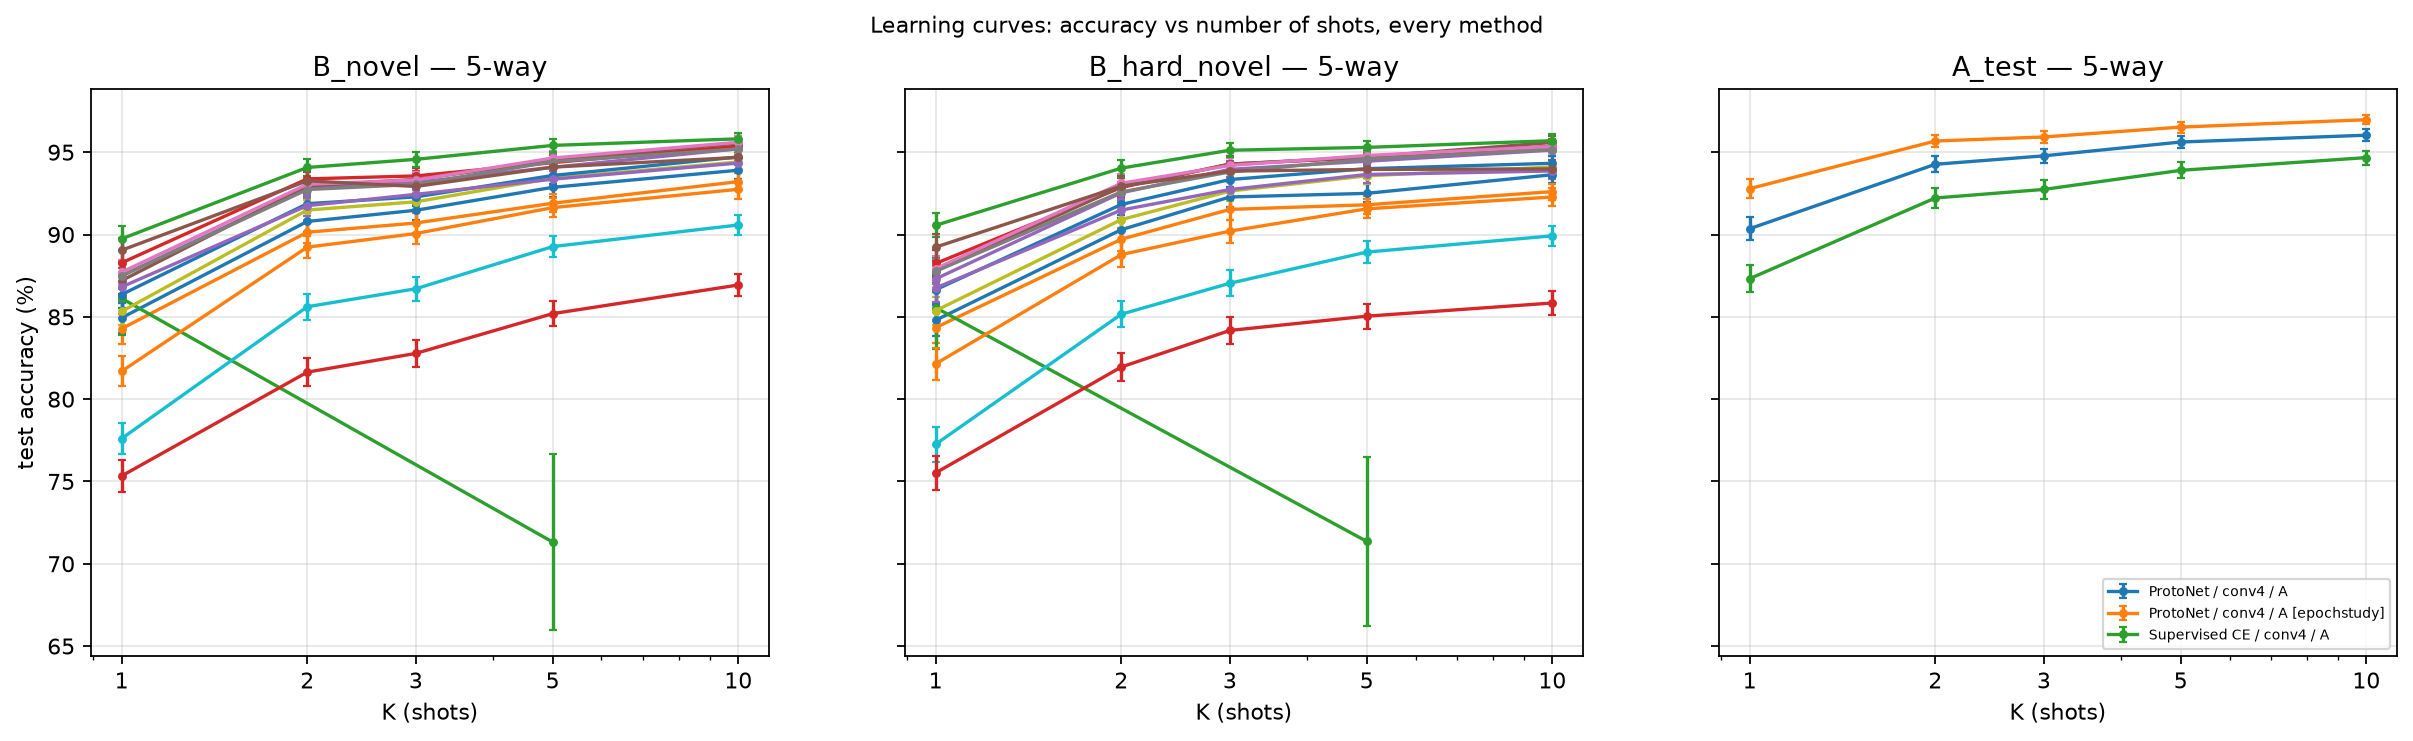 Learning curves: accuracy vs number of shots, every method
B_novel — 5-way
B_hard_novel — 5-way
A_test — 5-way
test accuracy (%)
95
90
85
80
75
70
65
1 2 3 5 10
K (shots)
1 2 3 5 10
K (shots)
1 2 3 5 10
K (shots)
ProtoNet / conv4 / A
ProtoNet / conv4 / A [epochstudy]
Supervised CE / conv4 / A